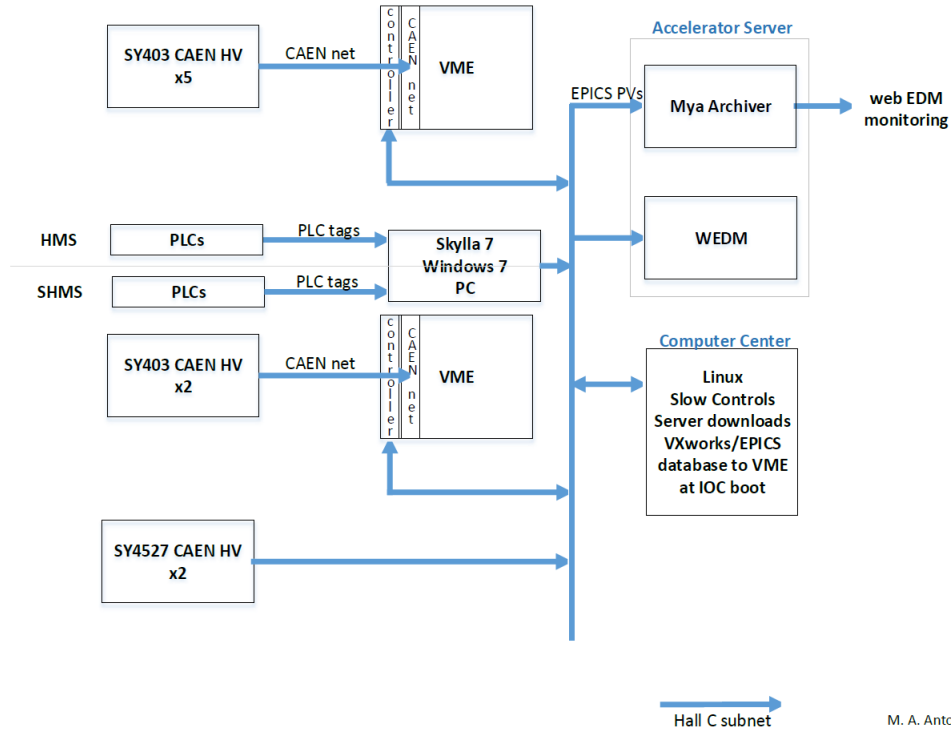 Accelerator Server
SY403 CAEN HV
x5
CAEN net
controller
CAEN net
VME
EPICS PVs
Mya Archiver
web EDM
monitoring
WEDM
HMS
PLCs
PLC tags
Skylla 7
Windows 7
PC
SHMS
PLCs
PLC tags
SY403 CAEN HV
x2
CAEN net
controller
CAEN net
VME
Computer Center
Linux
Slow Controls
Server downloads
VXworks/EPICS
database to VME
at IOC boot
SY4527 CAEN HV
x2
Hall C subnet
M. A. Anto